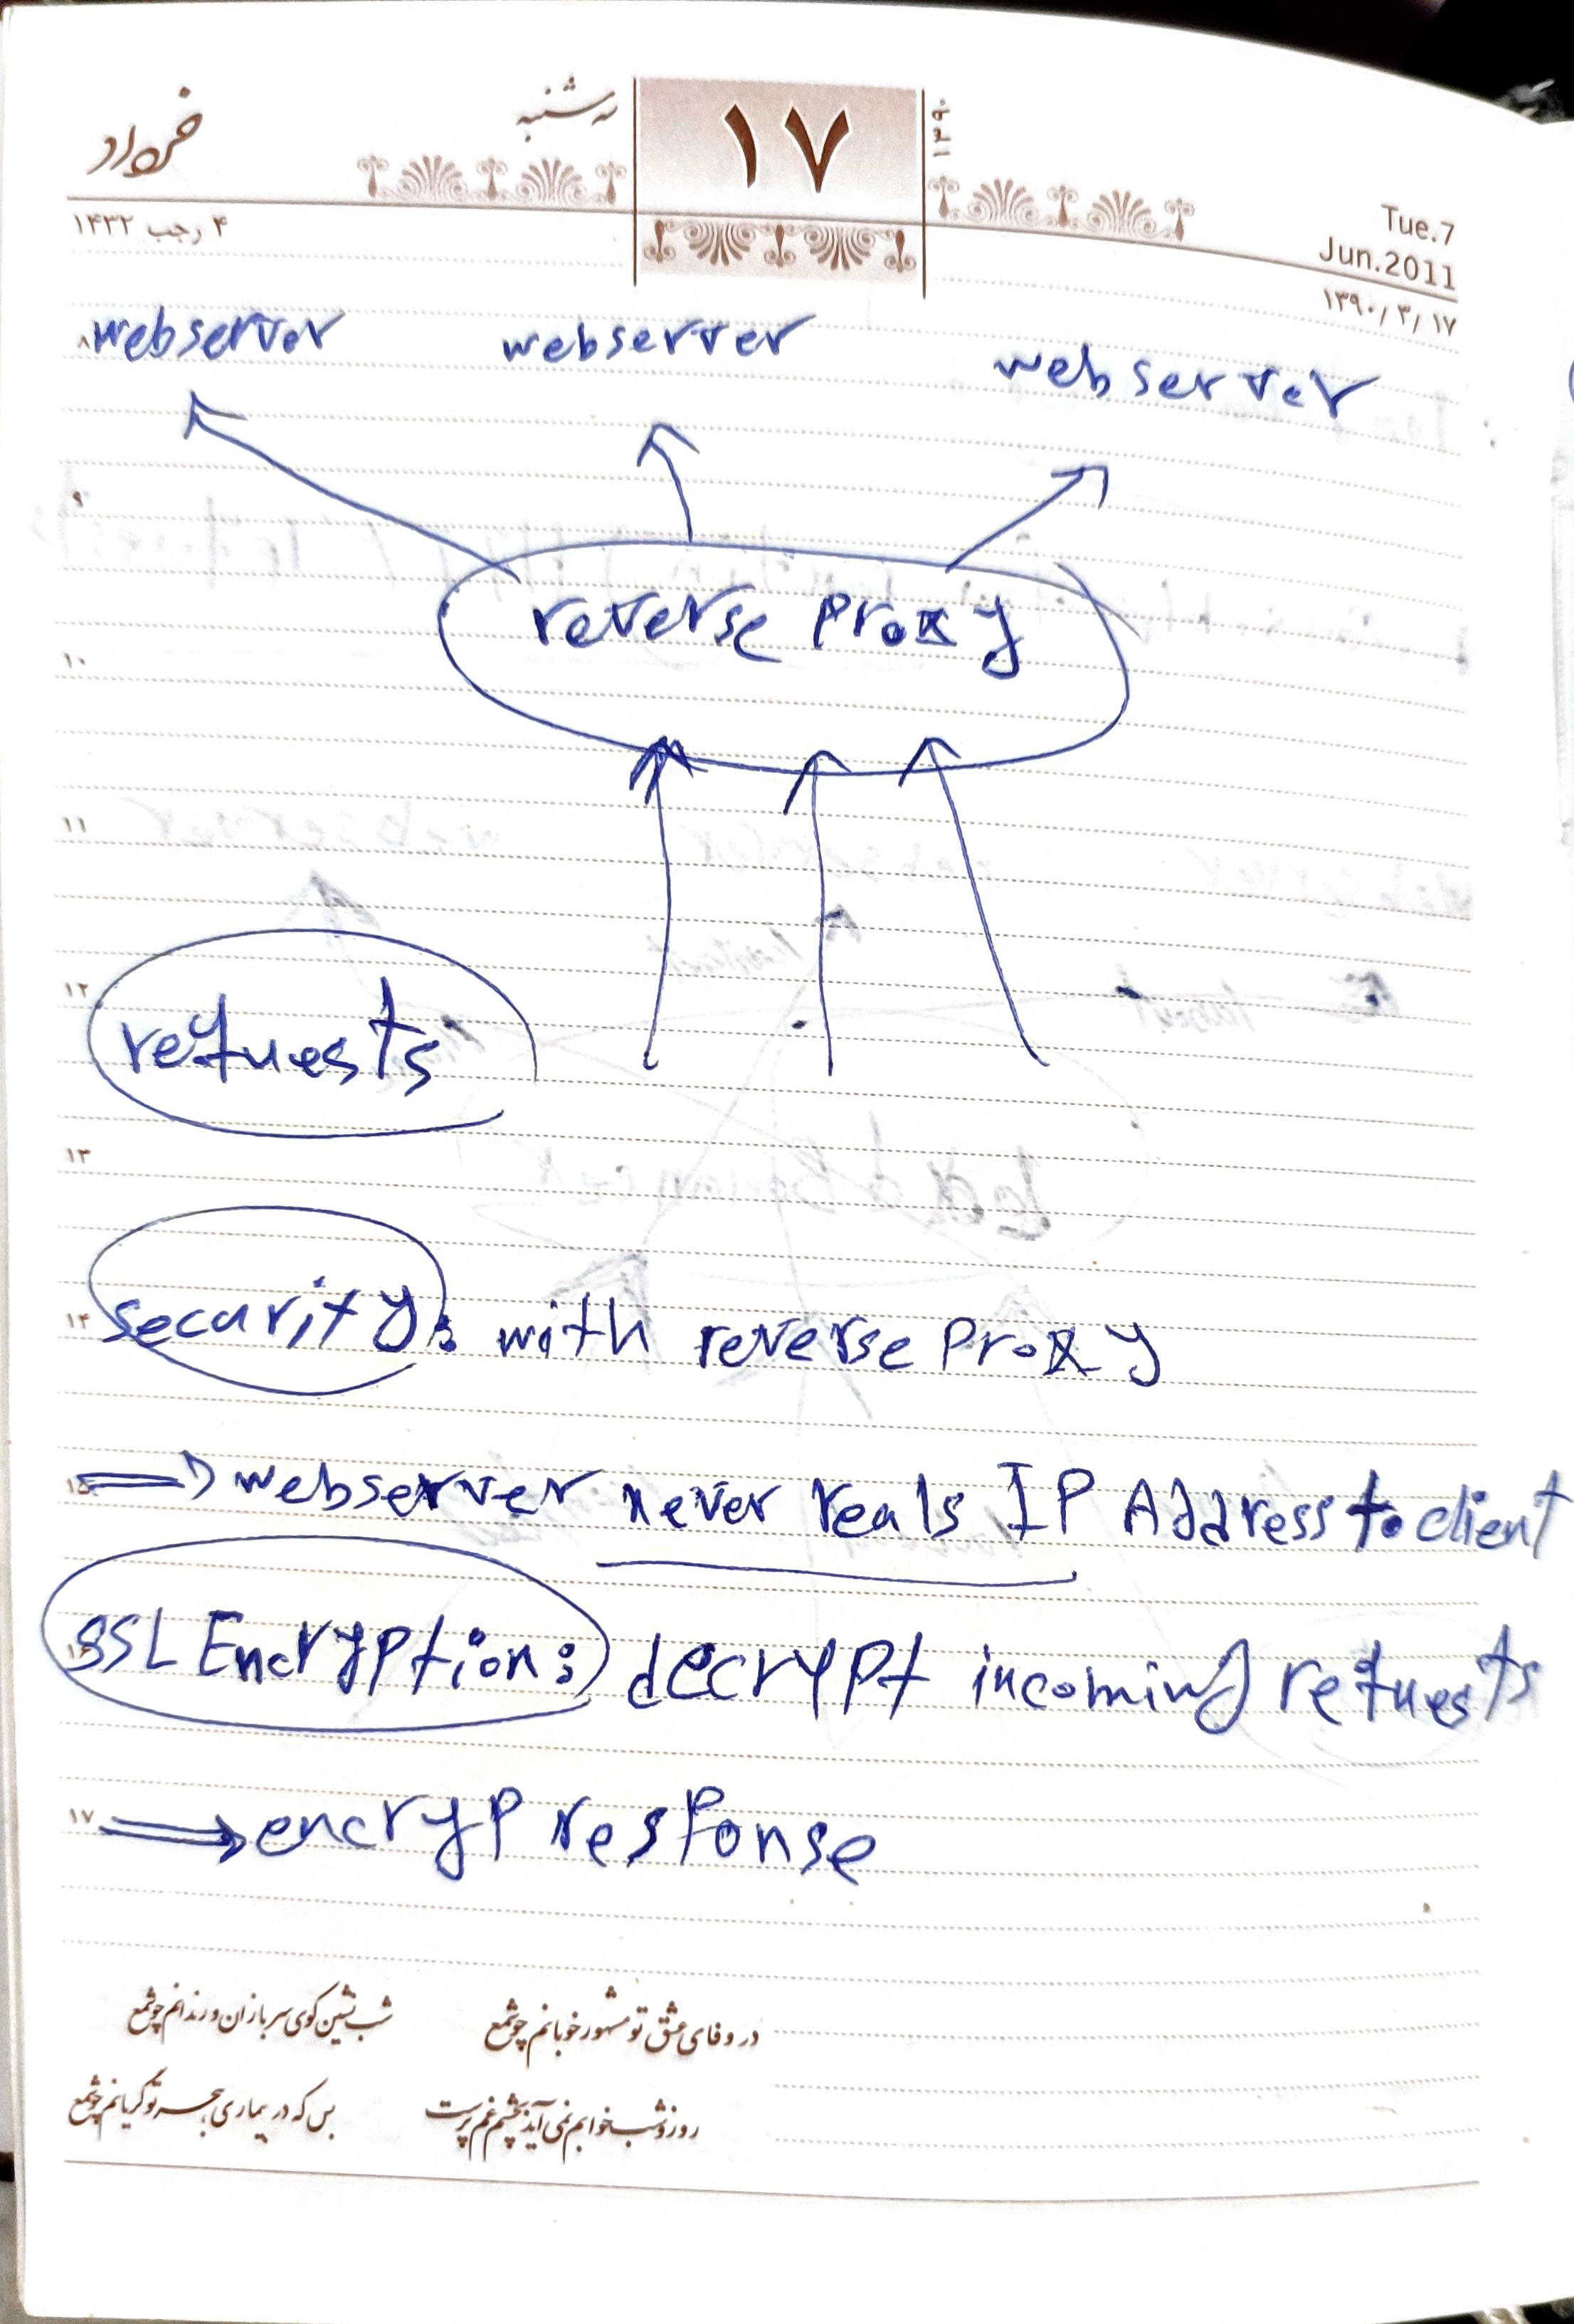 خرداد سه‌شنبه ۱۷ ۱۳۹۰
۴ رجب ۱۴۳۲
Tue.7
Jun.2011
۱۳۹۰/۳/۱۷
webserver webserver webserver
۹
reverse proxy
۱۰
۱۱
۱۲
requests
۱۳
۱۴ security: with reverse proxy
۱۵ => webserver never reals IP Address to client
SSL Encryption: decrypt incoming requests
۱۷ => encryp response
در وفای عشق تو مشهور خوبانم چو شمع شب نشین کوی سربازان و رندانم چو شمع
روز و شب خوابم نمی‌آید به چشم غم پرست بس که در بیماری هجر تو گریانم چو شمع